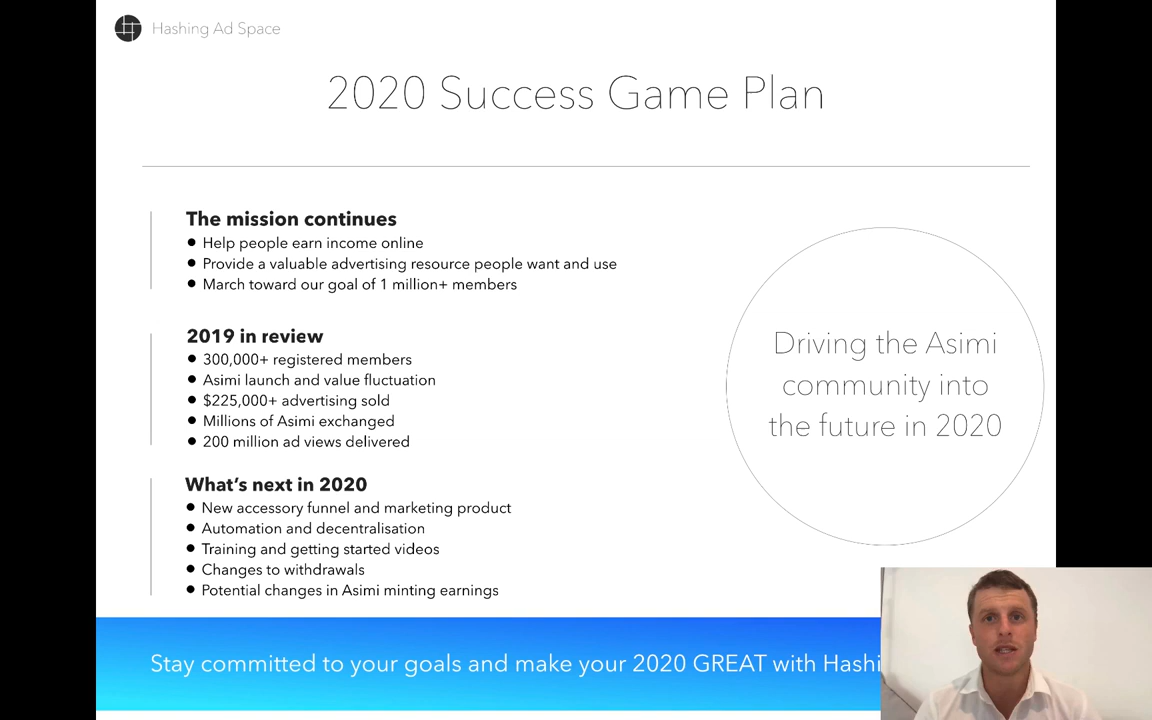 Hashing Ad Space
2020 Success Game Plan
The mission continues
● Help people earn income online
● Provide a valuable advertising resource people want and use
● March toward our goal of 1 million+ members
2019 in review
● 300,000+ registered members
● Asimi launch and value fluctuation
● $225,000+ advertising sold
● Millions of Asimi exchanged
● 200 million ad views delivered
What's next in 2020
● New accessory funnel and marketing product
● Automation and decentralisation
● Training and getting started videos
● Changes to withdrawals
● Potential changes in Asimi minting earnings
Driving the Asimi
community into
the future in 2020
Stay committed to your goals and make your 2020 GREAT with Hashi